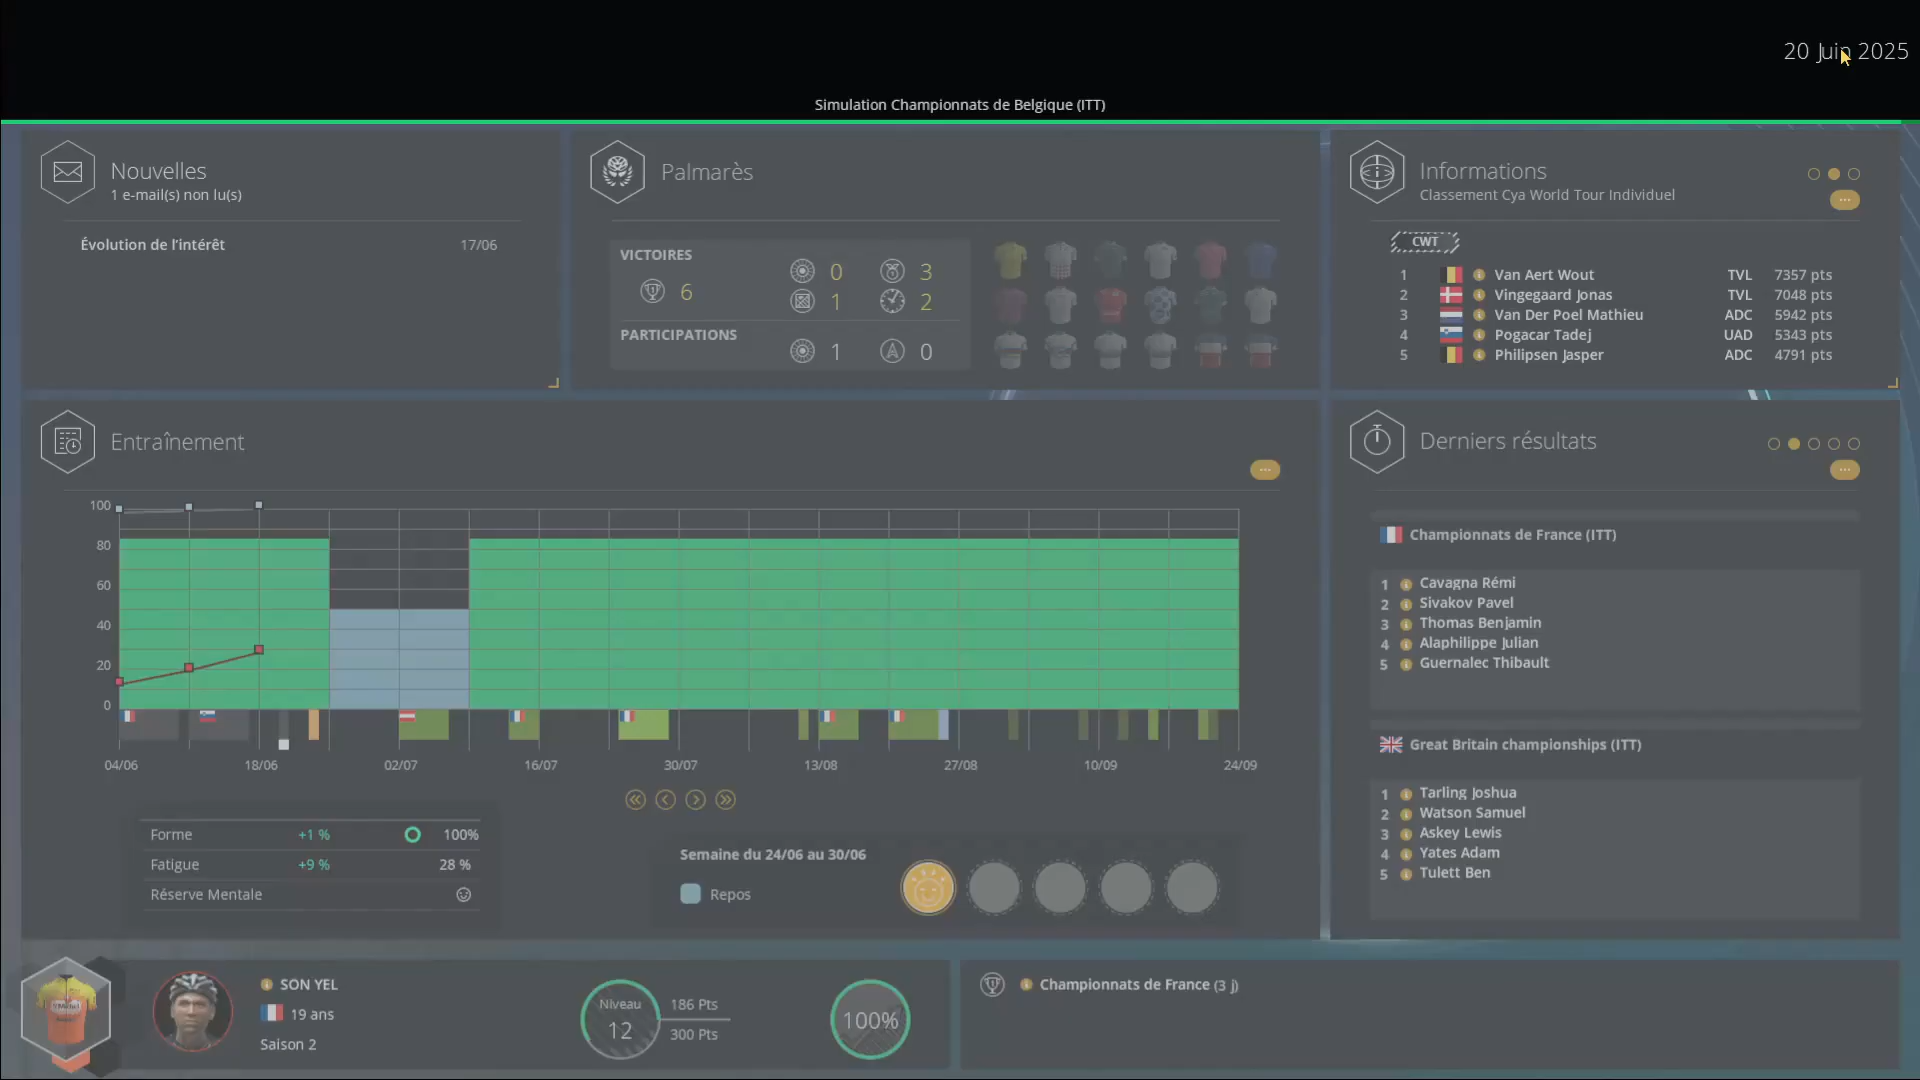 20 Juin 2025
Simulation Championnats de Belgique (ITT)
Nouvelles
1 e-mail(s) non lu(s)
Évolution de l'intérêt 17/06
Palmarès
VICTOIRES
6
0 3
1 2
PARTICIPATIONS
1 0
Informations
Classement Cya World Tour Individuel
...
CWT
1 Van Aert Wout TVL 7357 pts
2 Vingegaard Jonas TVL 7048 pts
3 Van Der Poel Mathieu ADC 5942 pts
4 Pogacar Tadej UAD 5343 pts
5 Philipsen Jasper ADC 4791 pts
Entraînement
...
100
80
60
40
20
0
04/06 18/06 02/07 16/07 30/07 13/08 27/08 10/09 24/09
Forme +1 % 100%
Fatigue +9 % 28 %
Réserve Mentale
Semaine du 24/06 au 30/06
Repos
Derniers résultats
...
Championnats de France (ITT)
1 Cavagna Rémi
2 Sivakov Pavel
3 Thomas Benjamin
4 Alaphilippe Julian
5 Guernalec Thibault
Great Britain championships (ITT)
1 Tarling Joshua
2 Watson Samuel
3 Askey Lewis
4 Yates Adam
5 Tulett Ben
SON YEL
19 ans
Saison 2
Niveau
12
186 Pts
300 Pts
100%
Championnats de France (3 j)